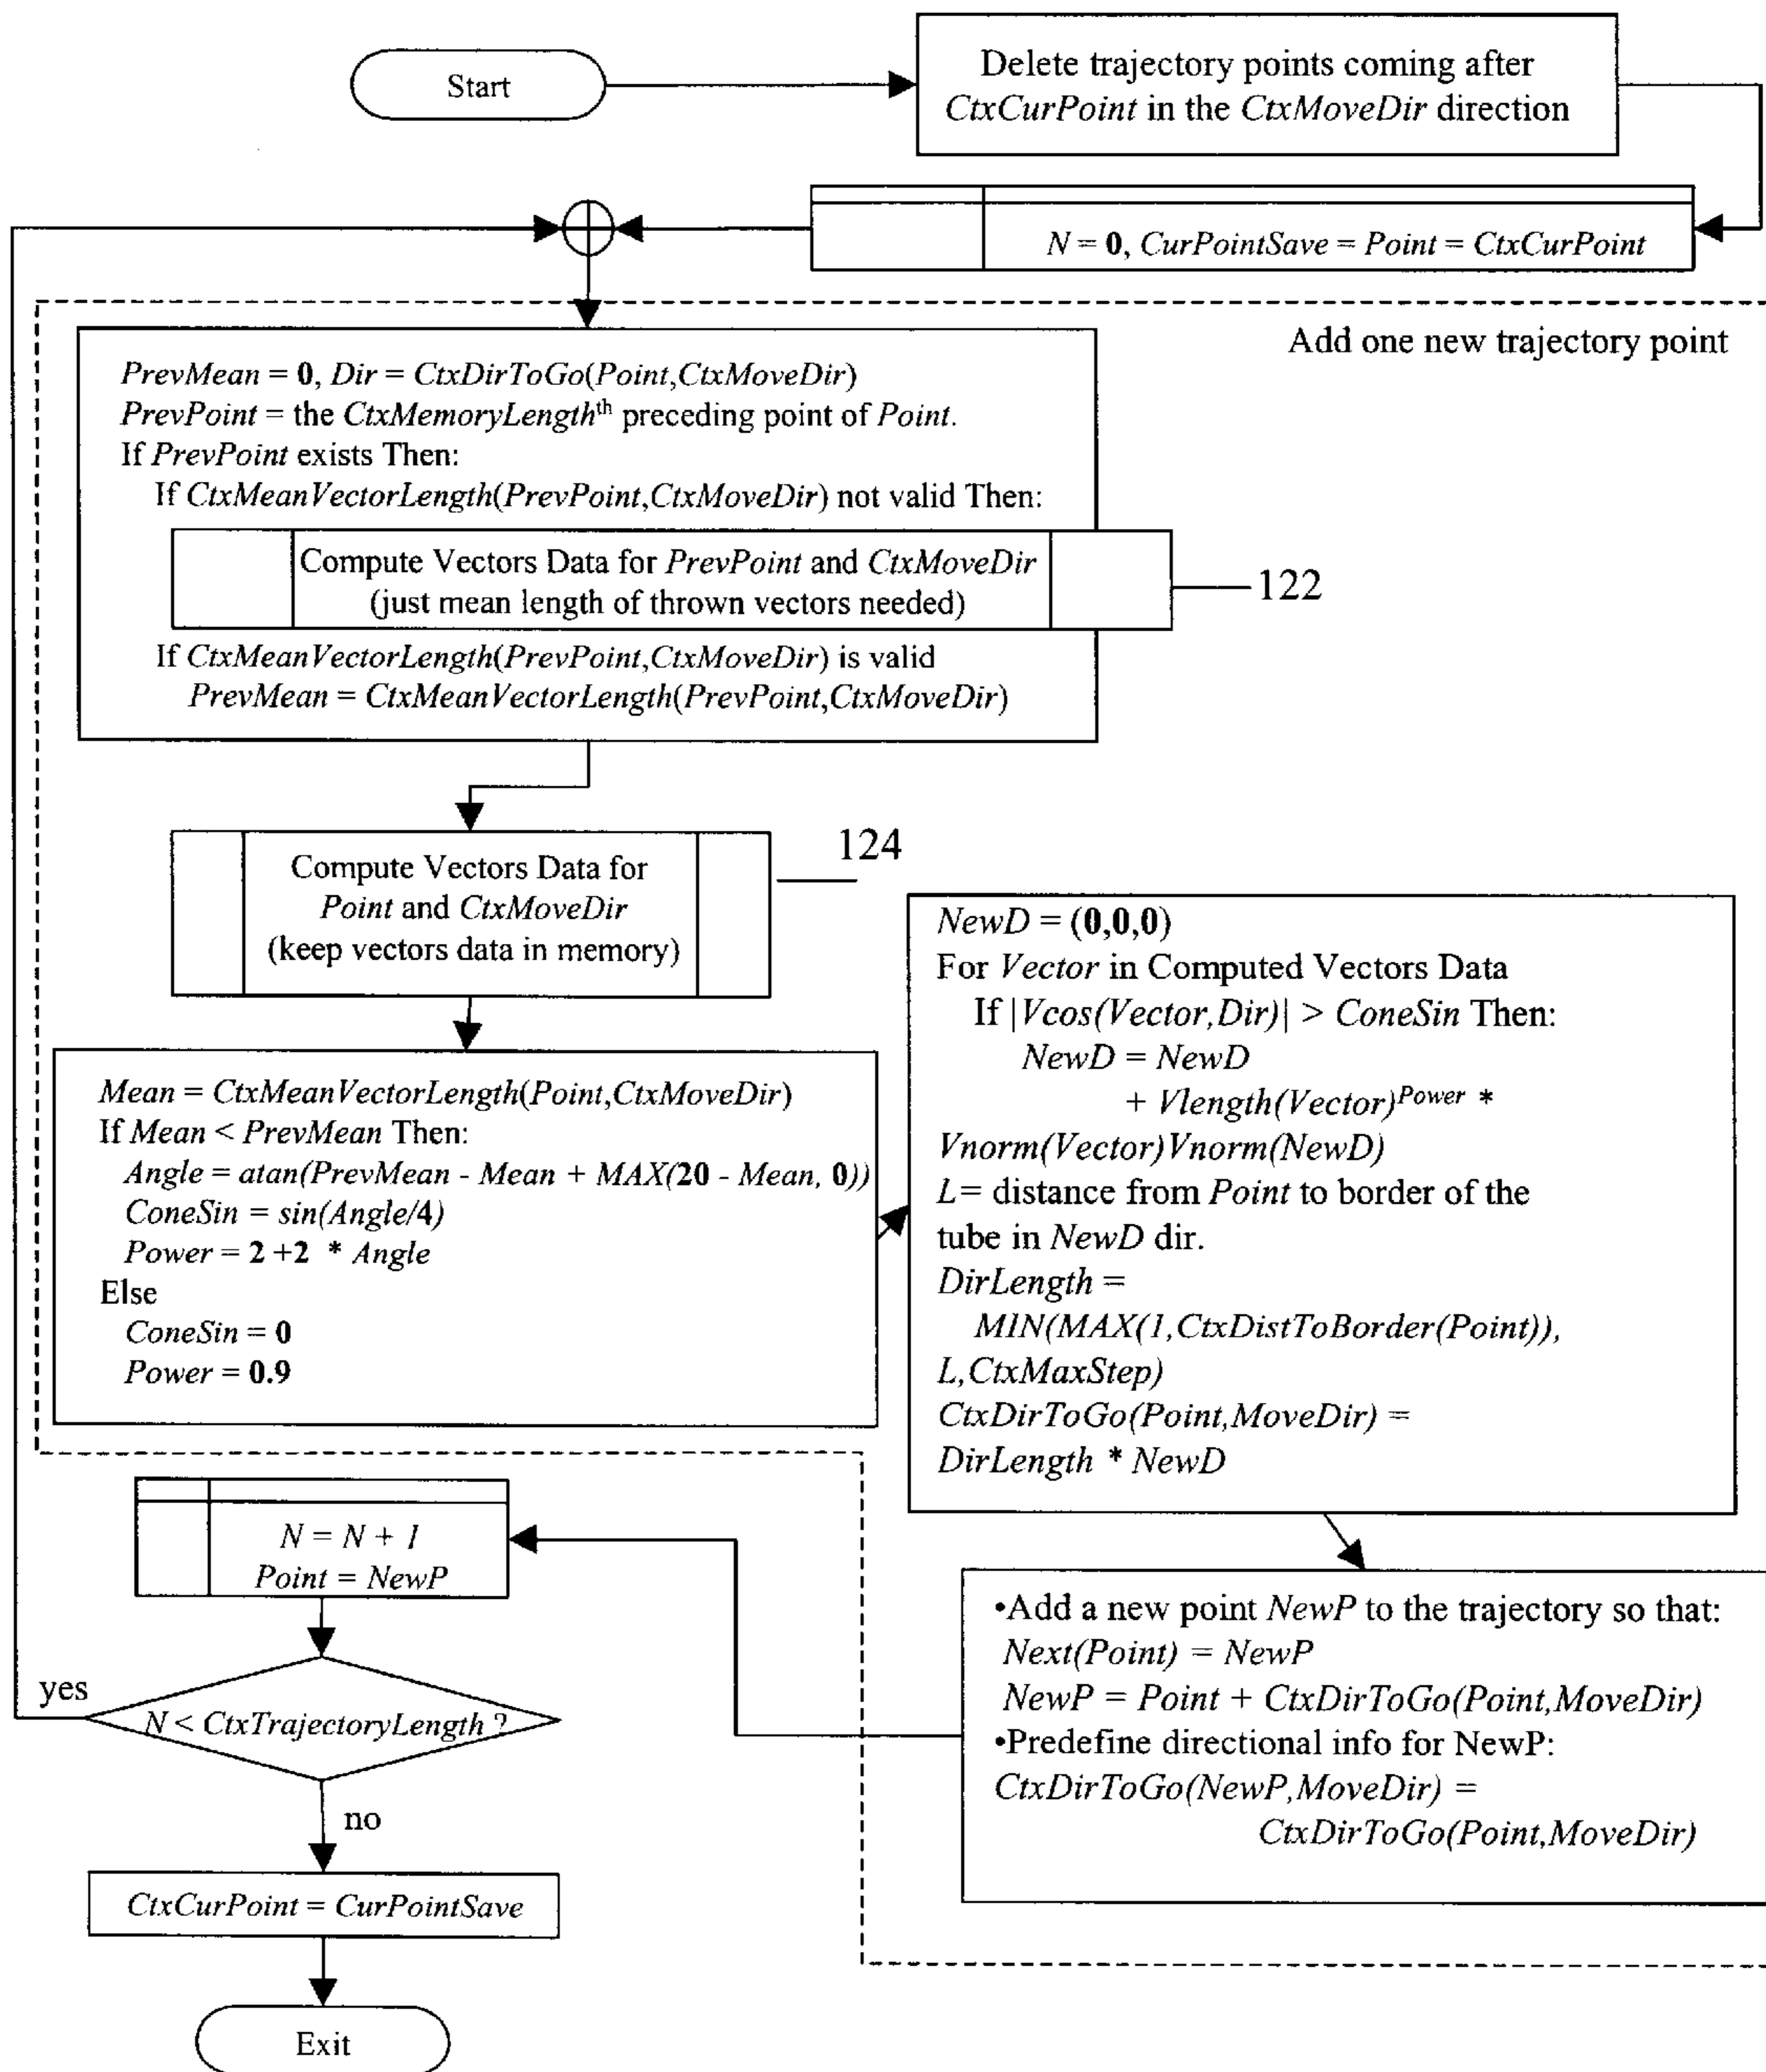 Start
Delete trajectory points coming after
CtxCurPoint in the CtxMoveDir direction
N = 0, CurPointSave = Point = CtxCurPoint
Add one new trajectory point
PrevMean = 0, Dir = CtxDirToGo(Point,CtxMoveDir)
PrevPoint = the CtxMemoryLengthth preceding point of Point.
If PrevPoint exists Then:
If CtxMeanVectorLength(PrevPoint,CtxMoveDir) not valid Then:
Compute Vectors Data for PrevPoint and CtxMoveDir
(just mean length of thrown vectors needed)
122
If CtxMeanVectorLength(PrevPoint,CtxMoveDir) is valid
PrevMean = CtxMeanVectorLength(PrevPoint,CtxMoveDir)
124
Compute Vectors Data for
Point and CtxMoveDir
(keep vectors data in memory)
Mean = CtxMeanVectorLength(Point,CtxMoveDir)
If Mean < PrevMean Then:
Angle = atan(PrevMean - Mean + MAX(20 - Mean, 0))
ConeSin = sin(Angle/4)
Power = 2 +2 * Angle
Else
ConeSin = 0
Power = 0.9
NewD = (0,0,0)
For Vector in Computed Vectors Data
If |Vcos(Vector,Dir)| > ConeSin Then:
NewD = NewD
+ Vlength(Vector)Power *
Vnorm(Vector)Vnorm(NewD)
L= distance from Point to border of the
tube in NewD dir.
DirLength =
MIN(MAX(1,CtxDistToBorder(Point)),
L,CtxMaxStep)
CtxDirToGo(Point,MoveDir) =
DirLength * NewD
•Add a new point NewP to the trajectory so that:
Next(Point) = NewP
NewP = Point + CtxDirToGo(Point,MoveDir)
•Predefine directional info for NewP:
CtxDirToGo(NewP,MoveDir) =
CtxDirToGo(Point,MoveDir)
N = N + 1
Point = NewP
yes
N < CtxTrajectoryLength ?
no
CtxCurPoint = CurPointSave
Exit